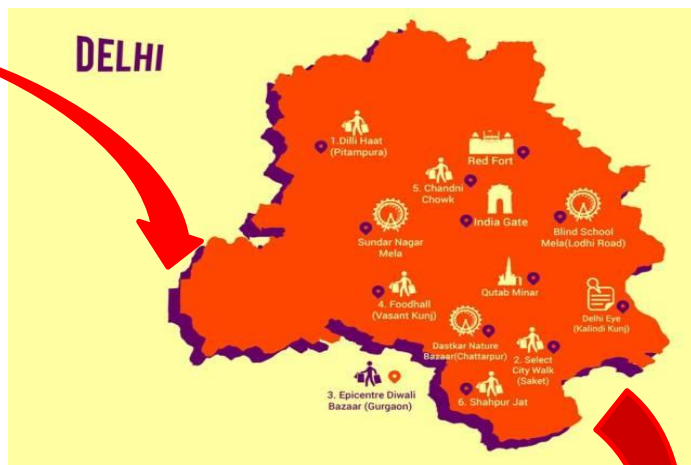 DELHI
1.Dilli Haat
(Pitampura)
Red Fort
5. Chandni
Chowk
India Gate
Blind School
Mela(Lodhi Road)
Sundar Nagar
Mela
Qutab Minar
4. Foodhall
(Vasant Kunj)
Delhi Eye
(Kalindi Kunj)
Dastkar Nature
Bazaar(Chattarpur)
2. Select
City Walk
(Saket)
3. Epicentre Diwali
Bazaar (Gurgaon)
6. Shahpur Jat